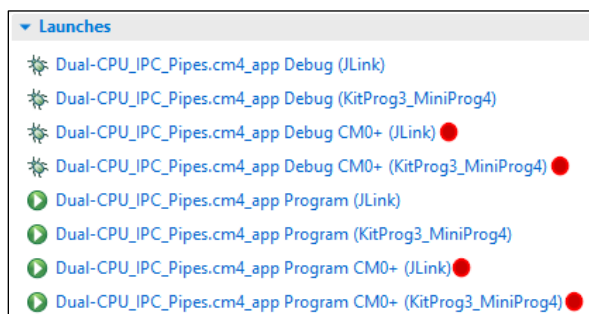 Launches
Dual-CPU_IPC_Pipes.cm4_app Debug (JLink)
Dual-CPU_IPC_Pipes.cm4_app Debug (KitProg3_MiniProg4)
Dual-CPU_IPC_Pipes.cm4_app Debug CM0+ (JLink)
Dual-CPU_IPC_Pipes.cm4_app Debug CM0+ (KitProg3_MiniProg4)
Dual-CPU_IPC_Pipes.cm4_app Program (JLink)
Dual-CPU_IPC_Pipes.cm4_app Program (KitProg3_MiniProg4)
Dual-CPU_IPC_Pipes.cm4_app Program CM0+ (JLink)
Dual-CPU_IPC_Pipes.cm4_app Program CM0+ (KitProg3_MiniProg4)